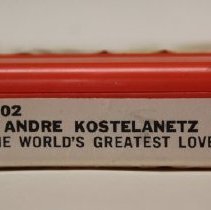 02
ANDRE KOSTELANETZ
HE WORLD'S GREATEST LOVE